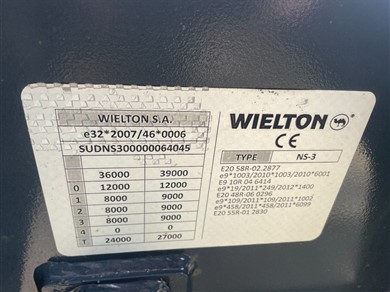 WIELTON S.A.
e32*2007/46*0006
SUDNS300000064045
36000 39000
0 12000 12000
1 8000 9000
2 8000 9000
3 8000 9000
4 0 0
T 24000 27000
WIELTON
CE
TYPE NS-3
E20 58R-02.2877
e9*1003/2010*1003/2010*6001
E9 10R 04 6414
e9*19/2011*249/2012*1400
E20 48R-06 0296
e9*109/2011*109/2011*1002
e9*458/2011*458/2011*6099
E20 55R-01 2830